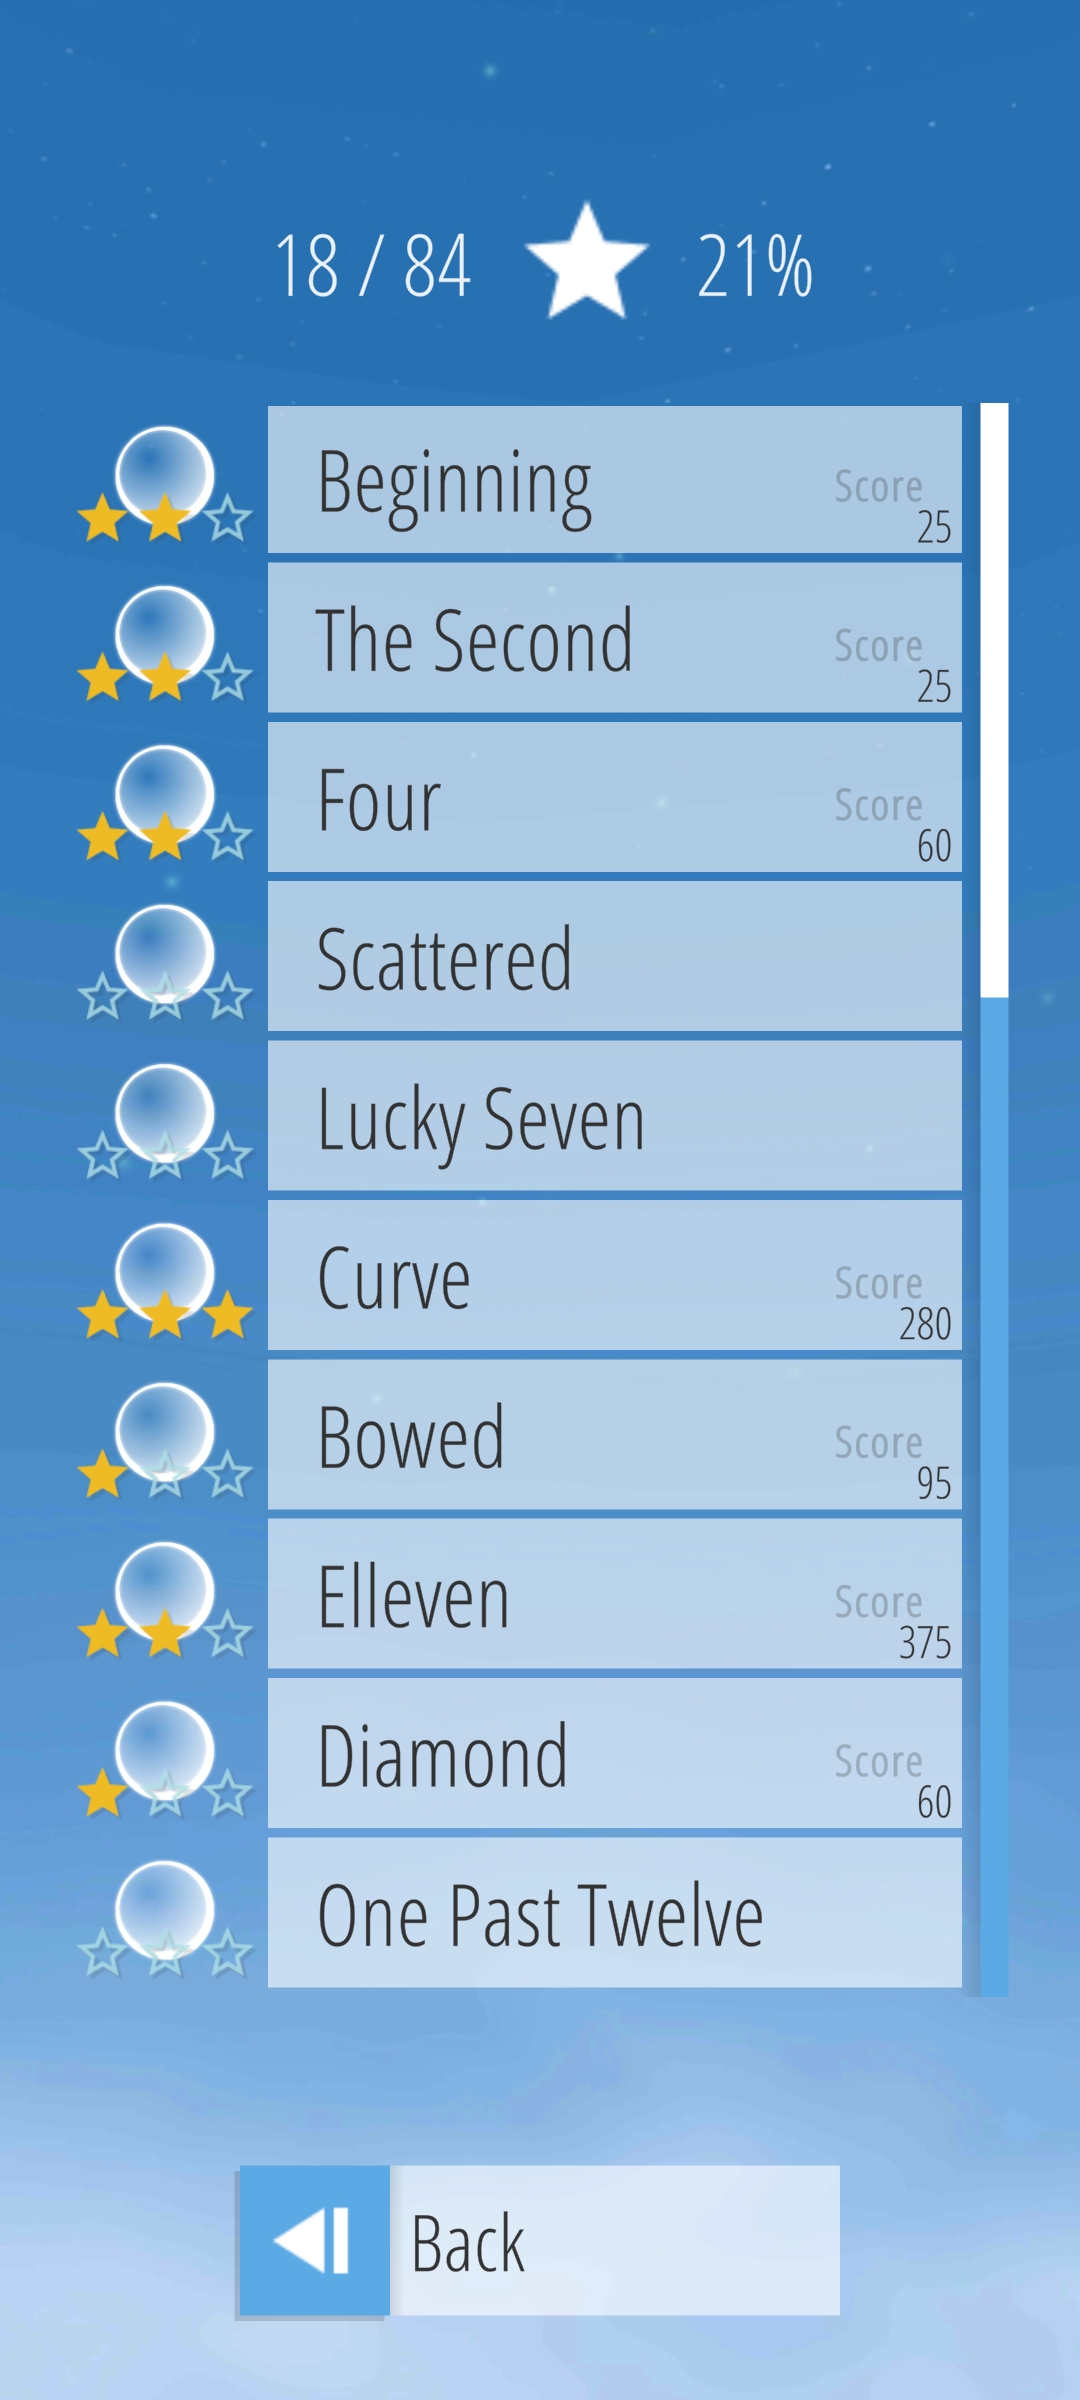 18 / 84 21%
Beginning
Score
25
The Second
Score
25
Four
Score
60
Scattered
Lucky Seven
Curve
Score
280
Bowed
Score
95
Elleven
Score
375
Diamond
Score
60
One Past Twelve
Back